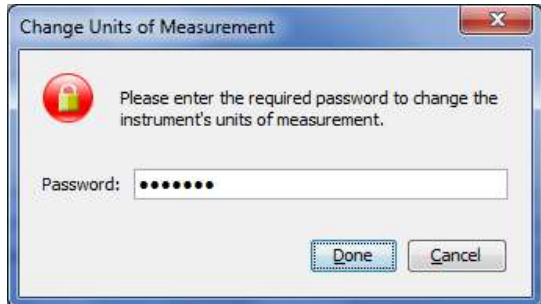 Change Units of Measurement
Please enter the required password to change the
instrument's units of measurement.
Password: •••••••
Done Cancel